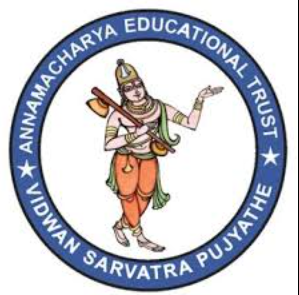 ANNAMACHARYA EDUCATIONAL TRUST
VIDWAN SARVATRA PUJYATHE